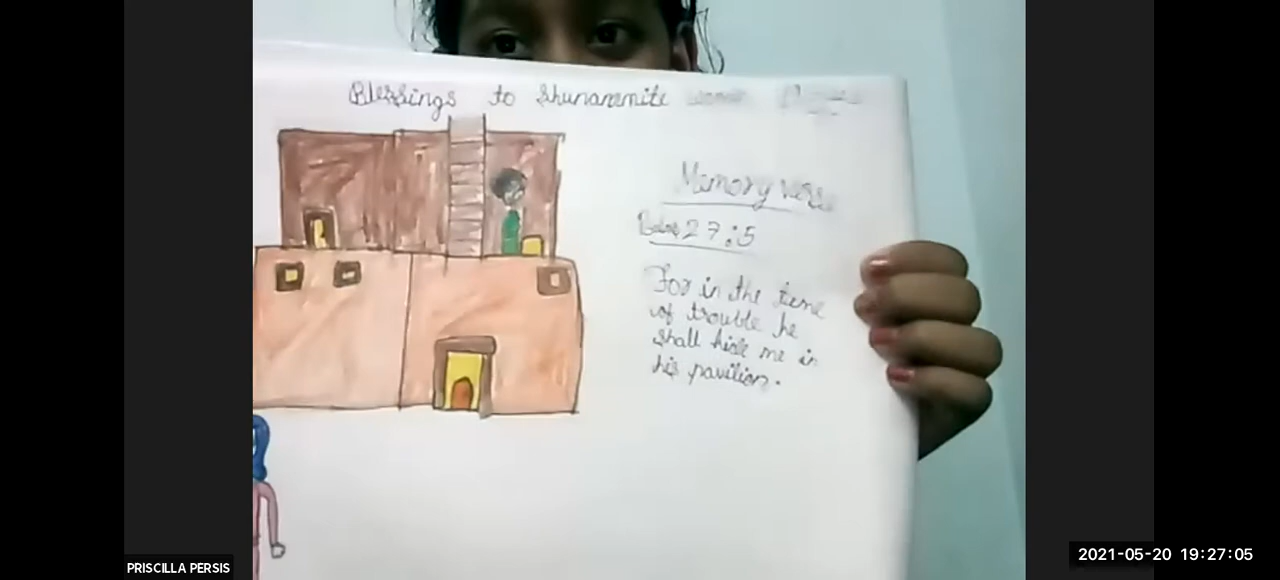 Blessings to Shunammite woman
Memory verse
27:5
For in the time
of trouble he
shall hide me in
his pavilion.
PRISCILLA PERSIS
2021-05-20 19:27:05